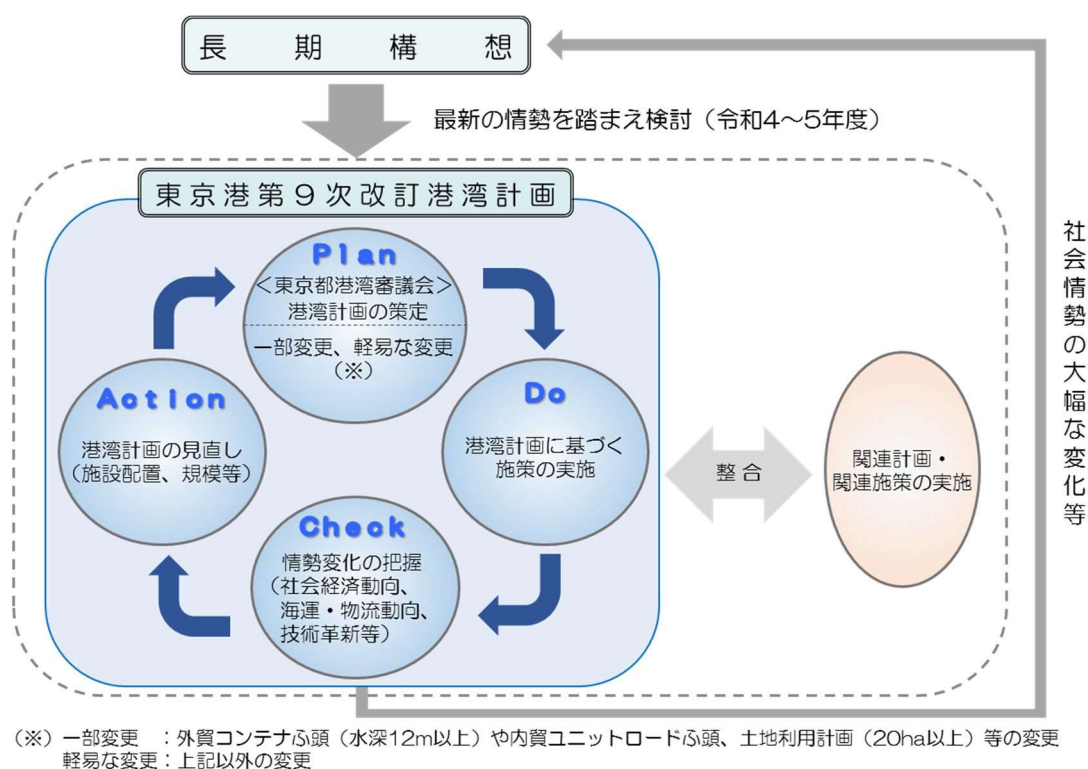 長期構想
最新の情勢を踏まえ検討（令和4～5年度）
東京港第9次改訂港湾計画
Plan
＜東京都港湾審議会＞
港湾計画の策定
一部変更、軽易な変更
（※）
Do
港湾計画に基づく
施策の実施
Check
情勢変化の把握
（社会経済動向、
海運・物流動向、
技術革新等）
Action
港湾計画の見直し
（施設配置、規模等）
整合
関連計画・
関連施策の実施
社会情勢の大幅な変化等
（※）一部変更　：外貿コンテナふ頭（水深12m以上）や内貿ユニットロードふ頭、土地利用計画（20ha以上）等の変更
軽易な変更：上記以外の変更